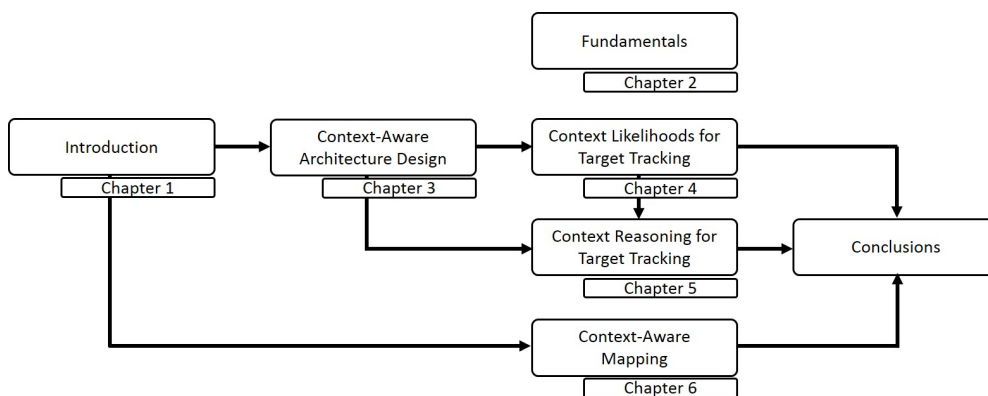 Fundamentals
Chapter 2
Introduction
Chapter 1
Context-Aware
Architecture Design
Chapter 3
Context Likelihoods for
Target Tracking
Chapter 4
Context Reasoning for
Target Tracking
Chapter 5
Conclusions
Context-Aware
Mapping
Chapter 6